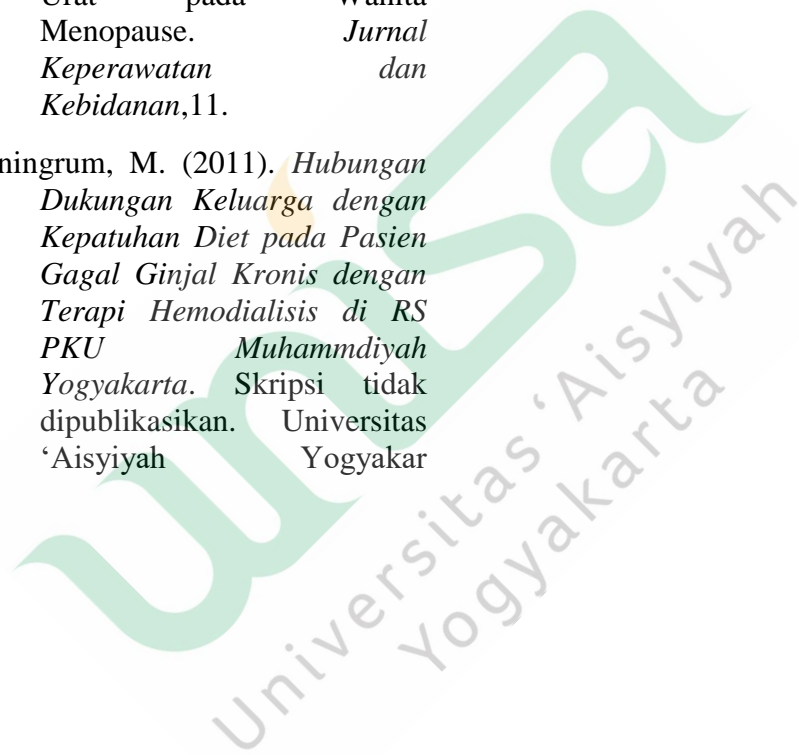 pada Wanita
Menopause. Jurnal
Keperawatan dan
Kebidanan,11.
ningrum, M. (2011). Hubungan
Dukungan Keluarga dengan
Kepatuhan Diet pada Pasien
Gagal Ginjal Kronis dengan
Terapi Hemodialisis di RS
PKU Muhammdiyah
Yogyakarta. Skripsi tidak
dipublikasikan. Universitas
‘Aisyiyah Yogyakar
unisa
Universitas ‘Aisyiyah
Yogyakarta